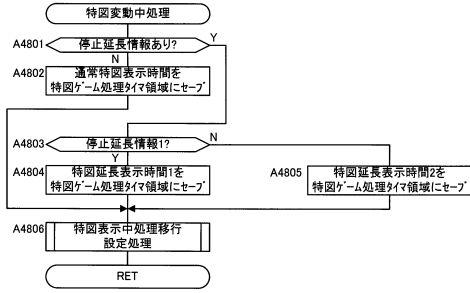 特図変動中処理
A4801
停止延長情報あり?
Y
N
A4802
通常特図表示時間を
特図ゲーム処理タイマ領域にセーブ
A4803
停止延長情報1?
N
Y
A4804
特図延長表示時間1を
特図ゲーム処理タイマ領域にセーブ
A4805
特図延長表示時間2を
特図ゲーム処理タイマ領域にセーブ
A4806
特図表示中処理移行
設定処理
RET